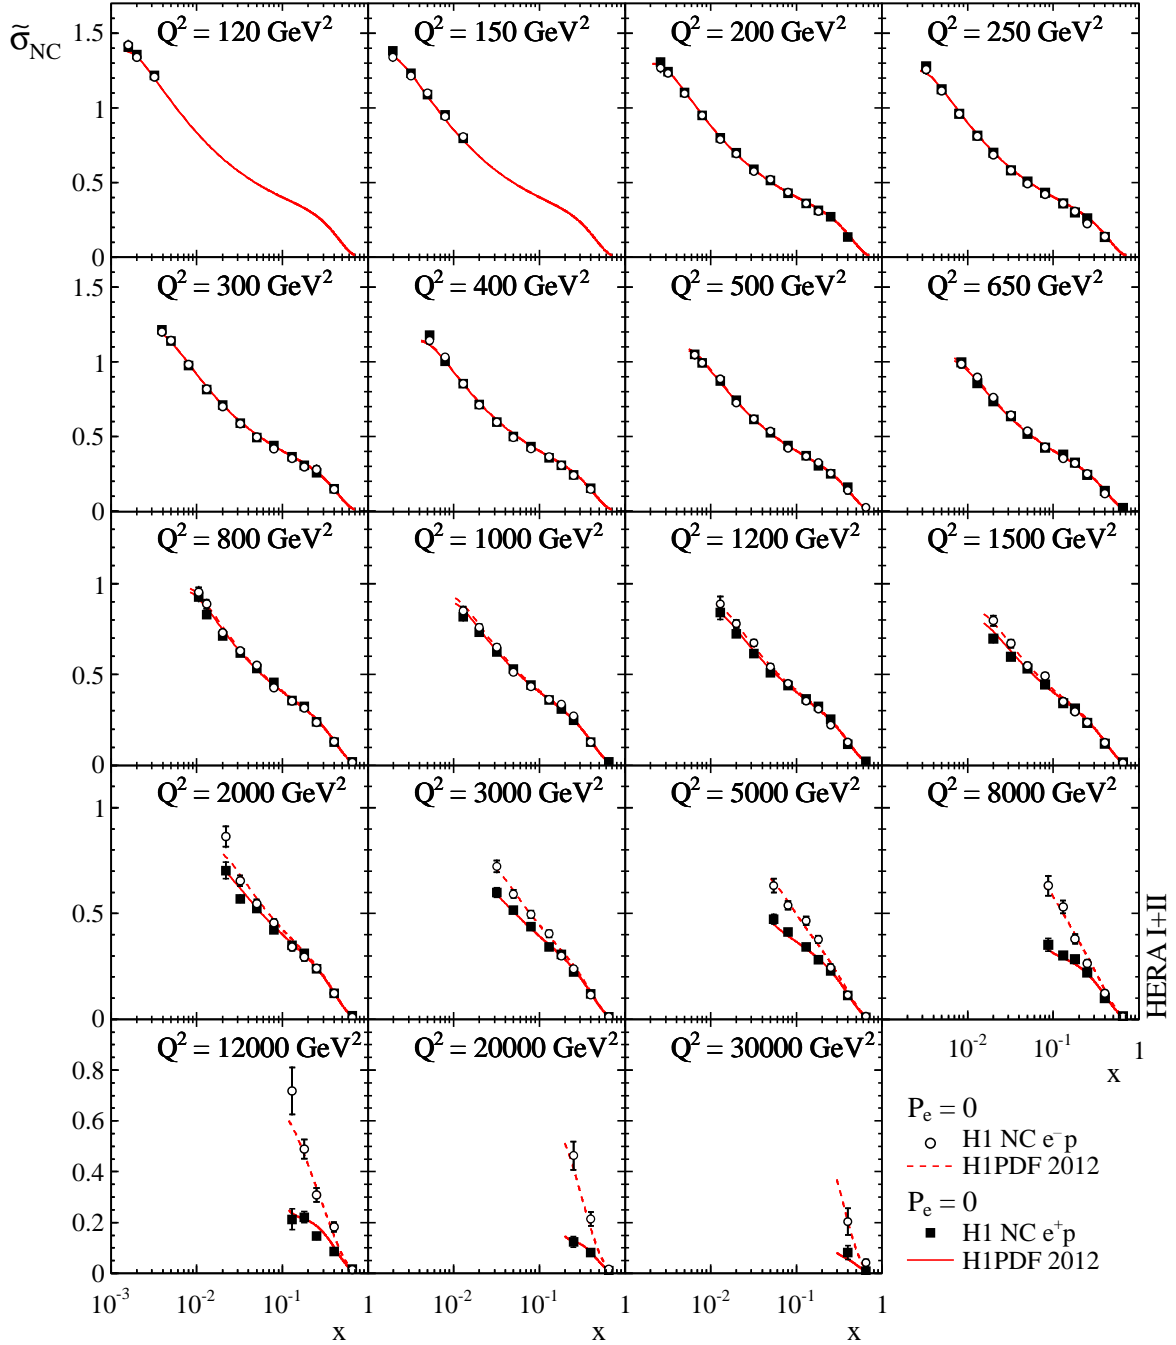 σ̃NC
Q² = 120 GeV²
Q² = 150 GeV²
Q² = 200 GeV²
Q² = 250 GeV²
1.5
1
0.5
0
Q² = 300 GeV²
Q² = 400 GeV²
Q² = 500 GeV²
Q² = 650 GeV²
1.5
1
0.5
0
Q² = 800 GeV²
Q² = 1000 GeV²
Q² = 1200 GeV²
Q² = 1500 GeV²
1
0.5
0
Q² = 2000 GeV²
Q² = 3000 GeV²
Q² = 5000 GeV²
Q² = 8000 GeV²
0.5
0
10⁻² 10⁻¹ 1
x
HERA I+II
Q² = 12000 GeV²
Q² = 20000 GeV²
Q² = 30000 GeV²
0.8
0.6
0.4
0.2
0
10⁻³ 10⁻² 10⁻¹ 1
x
10⁻² 10⁻¹ 1
x
10⁻² 10⁻¹ 1
x
Pₑ = 0
H1 NC e⁻p
H1PDF 2012
Pₑ = 0
H1 NC e⁺p
H1PDF 2012